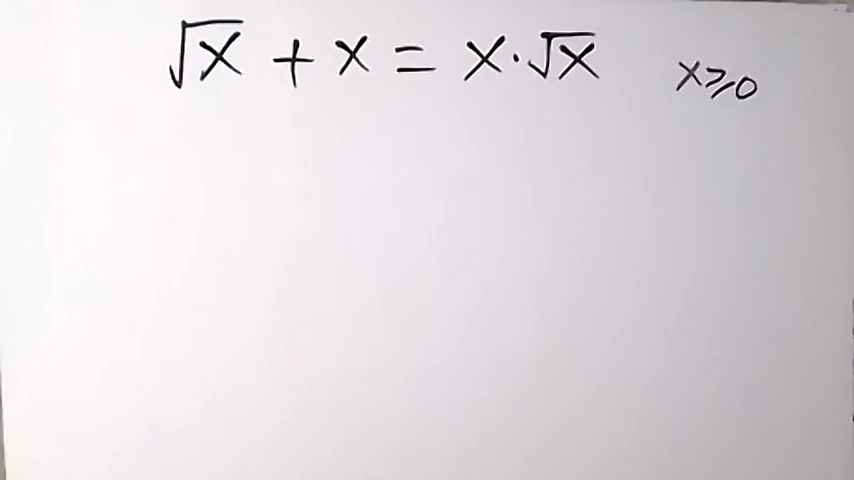 √x + x = x·√x    x⩾0